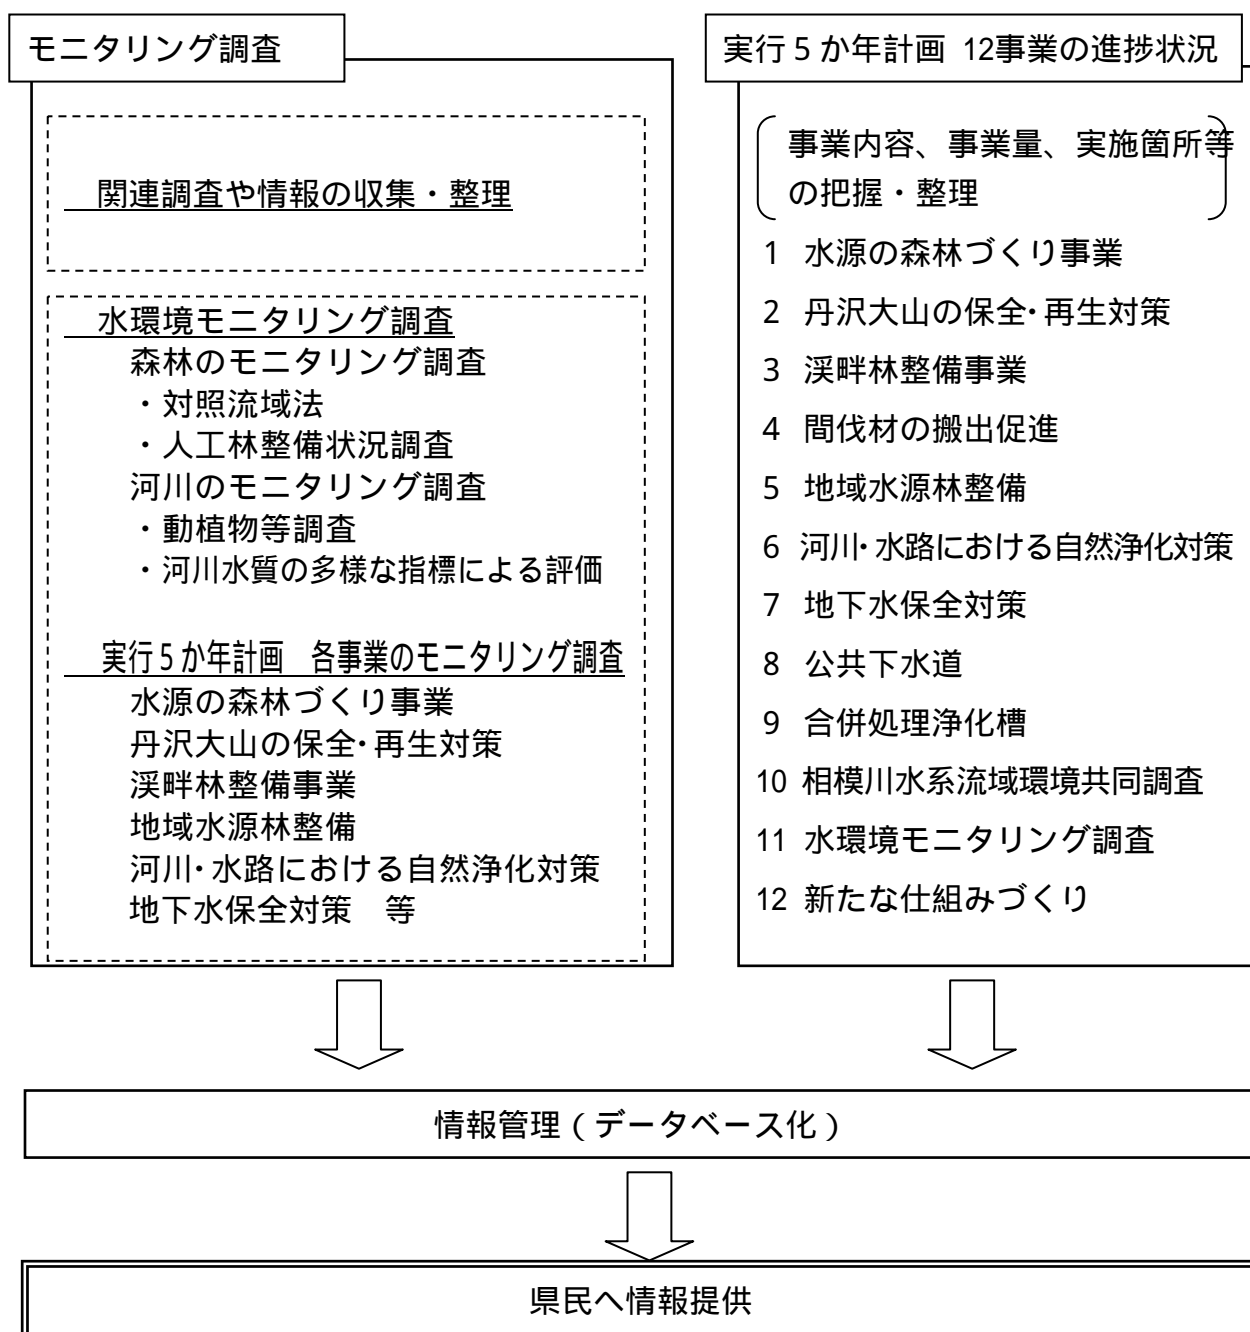 モニタリング調査
関連調査や情報の収集・整理
水環境モニタリング調査
森林のモニタリング調査
・対照流域法
・人工林整備状況調査
河川のモニタリング調査
・動植物等調査
・河川水質の多様な指標による評価
実行５か年計画　各事業のモニタリング調査
水源の森林づくり事業
丹沢大山の保全・再生対策
渓畔林整備事業
地域水源林整備
河川・水路における自然浄化対策
地下水保全対策　等
実行５か年計画 12事業の進捗状況
事業内容、事業量、実施箇所等
の把握・整理
1 水源の森林づくり事業
2 丹沢大山の保全・再生対策
3 渓畔林整備事業
4 間伐材の搬出促進
5 地域水源林整備
6 河川・水路における自然浄化対策
7 地下水保全対策
8 公共下水道
9 合併処理浄化槽
10 相模川水系流域環境共同調査
11 水環境モニタリング調査
12 新たな仕組みづくり
情報管理（データベース化）
県民へ情報提供